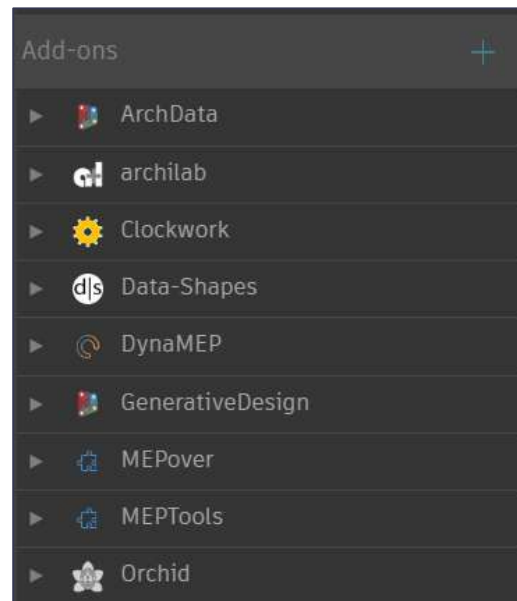 Add-ons
ArchData
archilab
Clockwork
d|s Data-Shapes
DynaMEP
GenerativeDesign
MEPover
MEPTools
Orchid